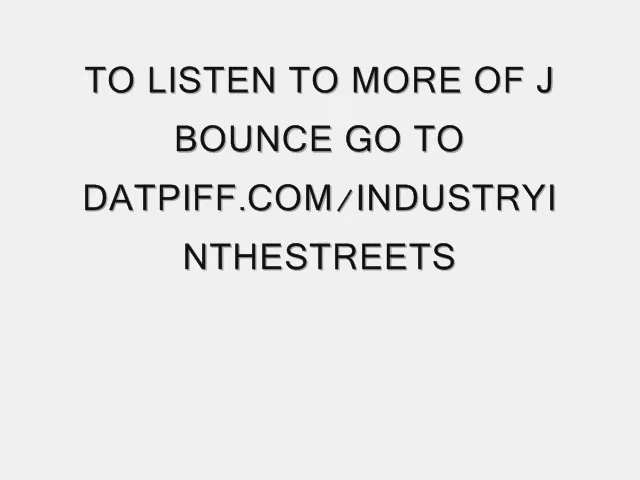 TO LISTEN TO MORE OF J
BOUNCE GO TO
DATPIFF.COM/INDUSTRYI
NTHESTREETS